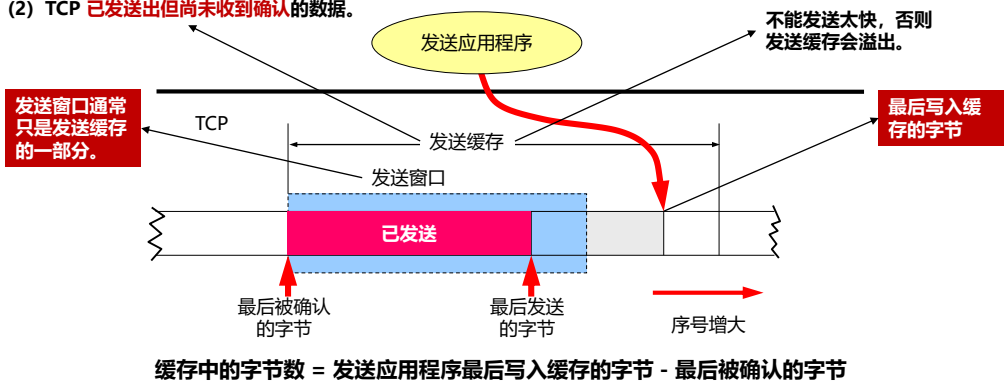 (2) TCP 已发送出但尚未收到确认的数据。
不能发送太快，否则
发送缓存会溢出。
发送应用程序
发送窗口通常
只是发送缓存
的一部分。
TCP
发送缓存
最后写入缓
存的字节
发送窗口
已发送
最后被确认
的字节
最后发送
的字节
序号增大
缓存中的字节数 = 发送应用程序最后写入缓存的字节 - 最后被确认的字节